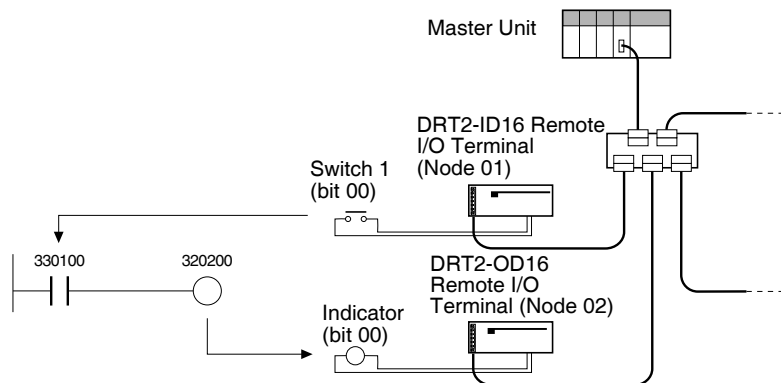 Master Unit
DRT2-ID16 Remote
I/O Terminal
(Node 01)
Switch 1
(bit 00)
330100
320200
DRT2-OD16
Remote I/O
Terminal (Node 02)
Indicator
(bit 00)